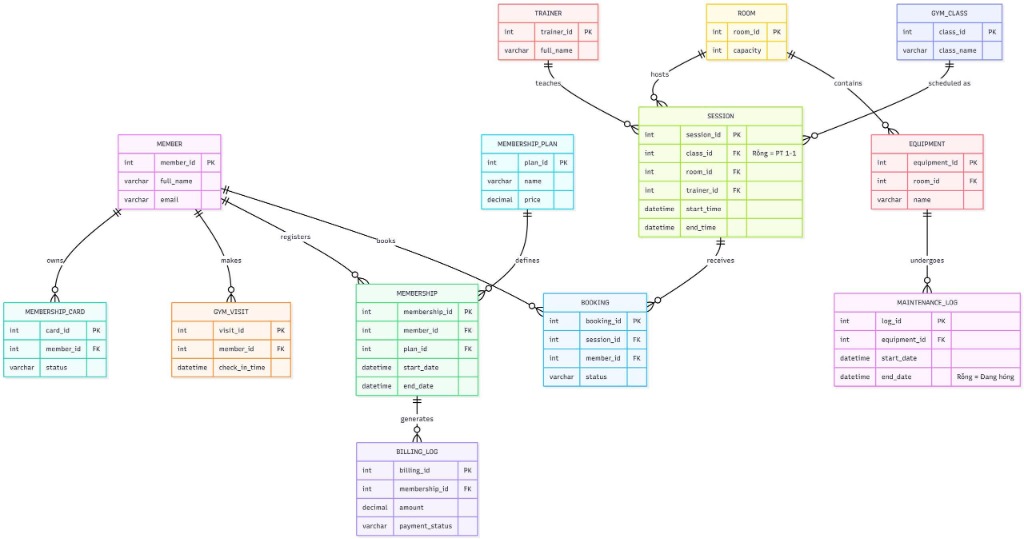 TRAINER
int trainer_id PK
varchar full_name
ROOM
int room_id PK
int capacity
GYM_CLASS
int class_id PK
varchar class_name
teaches
hosts
contains
scheduled as
SESSION
int session_id PK
int class_id FK Rỗng = PT 1-1
int room_id FK
int trainer_id FK
datetime start_time
datetime end_time
MEMBER
int member_id PK
varchar full_name
varchar email
MEMBERSHIP_PLAN
int plan_id PK
varchar name
decimal price
EQUIPMENT
int equipment_id PK
int room_id FK
varchar name
registers
books
owns
makes
defines
receives
undergoes
MEMBERSHIP_CARD
int card_id PK
int member_id FK
varchar status
GYM_VISIT
int visit_id PK
int member_id FK
datetime check_in_time
MEMBERSHIP
int membership_id PK
int member_id FK
int plan_id FK
datetime start_date
datetime end_date
BOOKING
int booking_id PK
int session_id FK
int member_id FK
varchar status
MAINTENANCE_LOG
int log_id PK
int equipment_id FK
datetime start_date
datetime end_date Rỗng = Đang hỏng
generates
BILLING_LOG
int billing_id PK
int membership_id FK
decimal amount
varchar payment_status